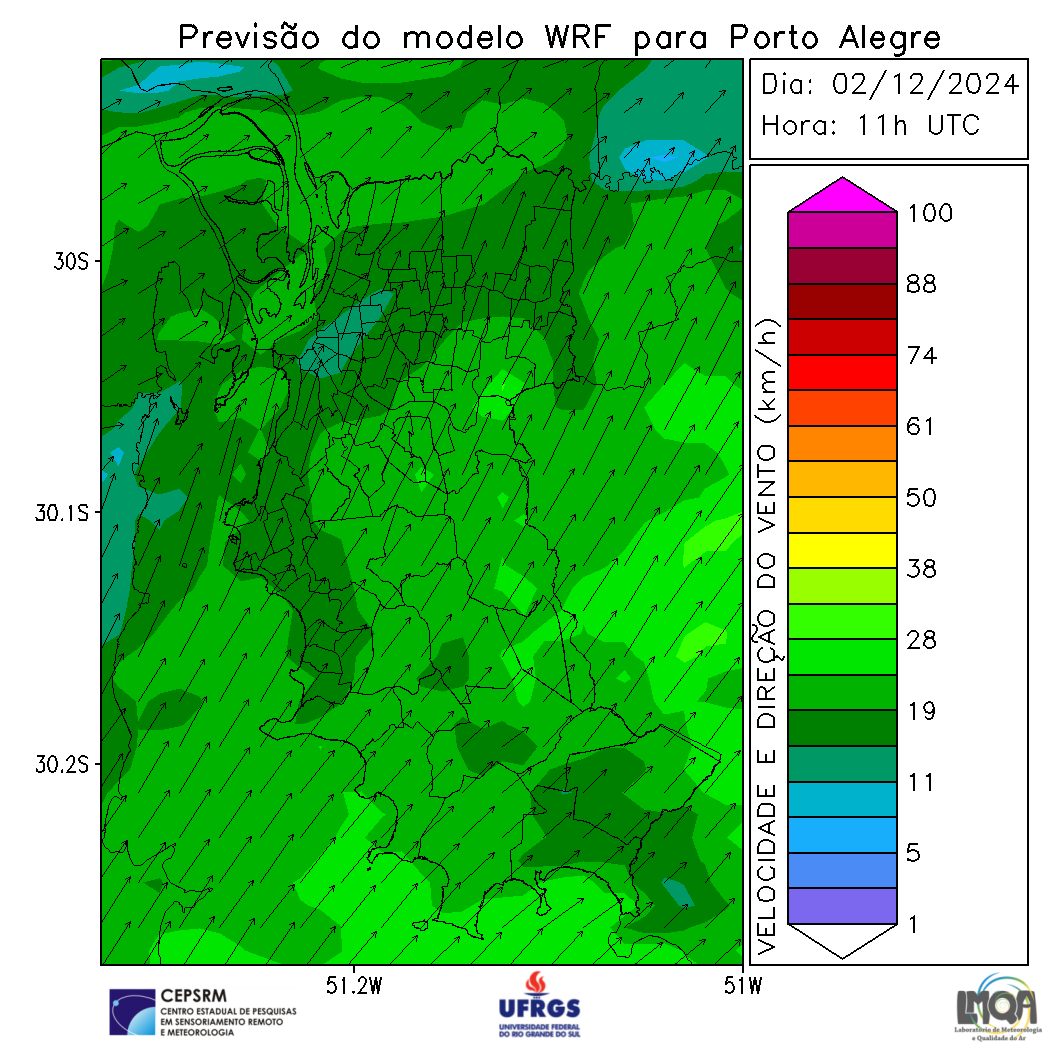 Previsão do modelo WRF para Porto Alegre
Dia: 02/12/2024
Hora: 11h UTC
30S
30.1S
30.2S
51.2W
51W
VELOCIDADE E DIREÇÃO DO VENTO (km/h)
100
88
74
61
50
38
28
19
11
5
1
CEPSRM
CENTRO ESTADUAL DE PESQUISAS
EM SENSORIAMENTO REMOTO
E METEOROLOGIA
UFRGS
UNIVERSIDADE FEDERAL
DO RIO GRANDE DO SUL
LMQA
Laboratório de Meteorologia
e Qualidade do Ar